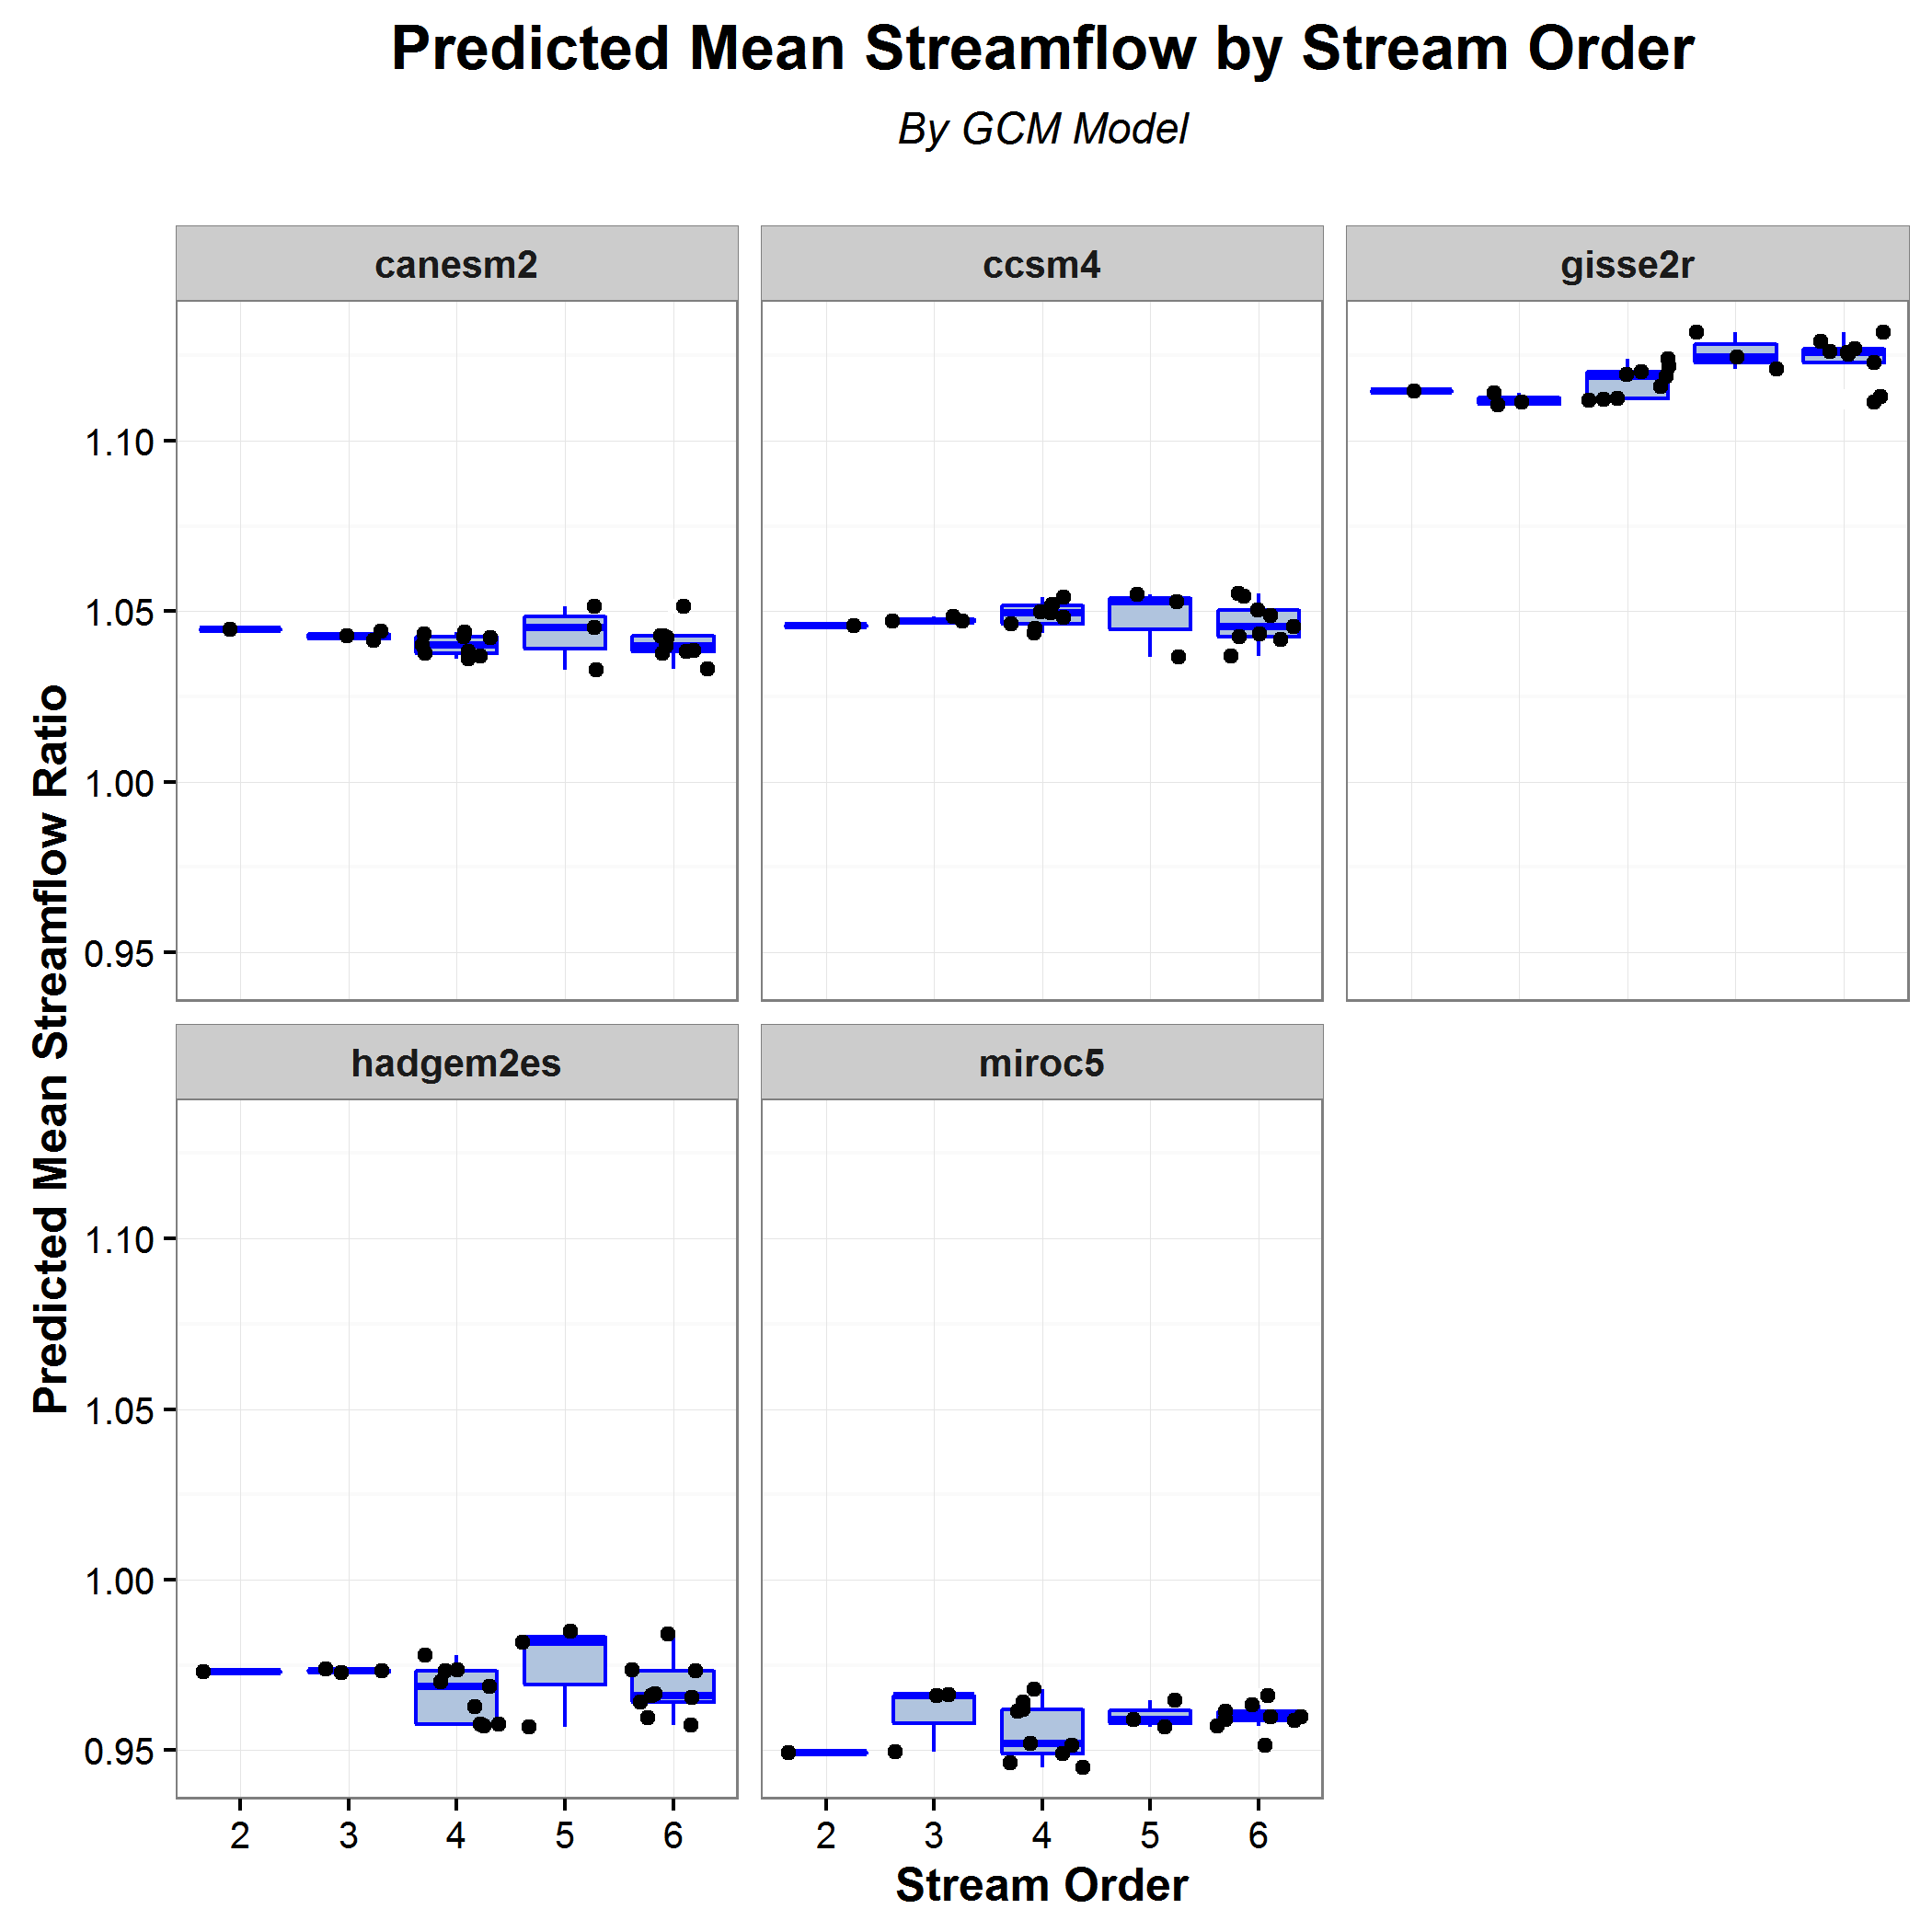 Predicted Mean Streamflow by Stream Order
By GCM Model
canesm2
ccsm4
gisse2r
1.10
1.05
1.00
0.95
hadgem2es
miroc5
1.10
1.05
1.00
0.95
2 3 4 5 6
2 3 4 5 6
Stream Order
Predicted Mean Streamflow Ratio